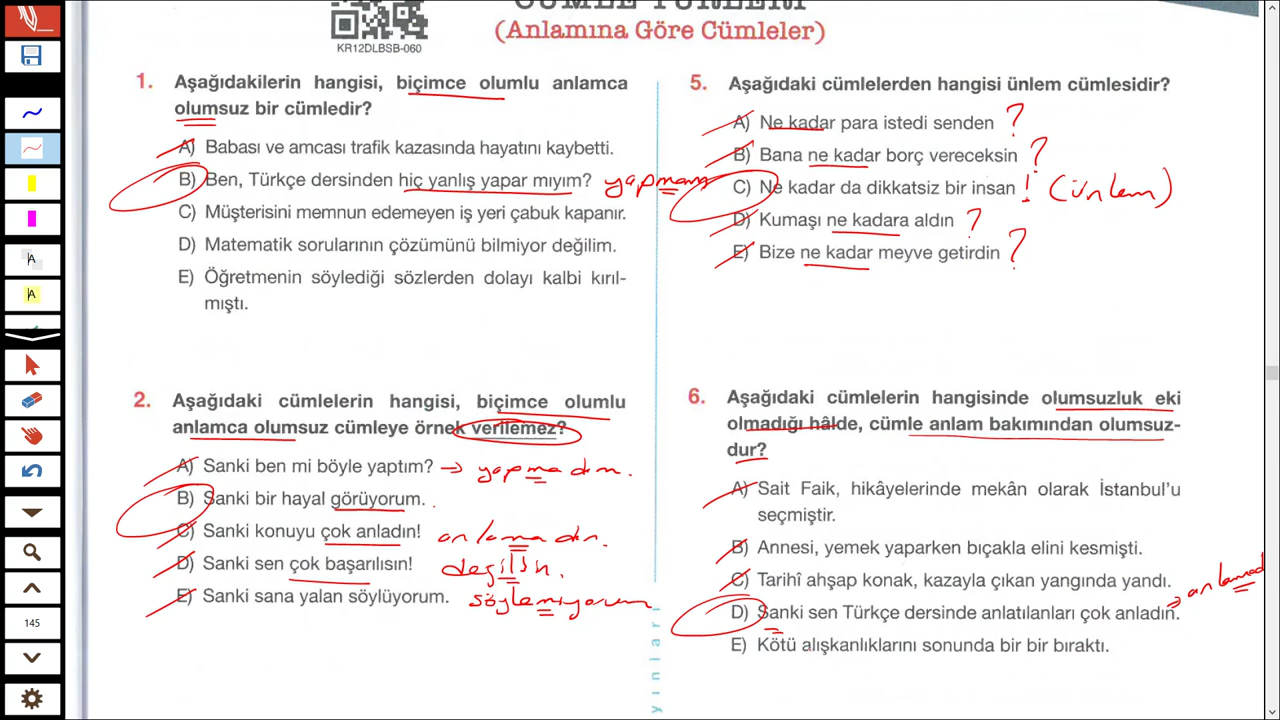 CÜMLE TÜRLERİ
(Anlamına Göre Cümleler)
KR12DLBSB-060
1. Aşağıdakilerin hangisi, biçimce olumlu anlamca
olumsuz bir cümledir?
A) Babası ve amcası trafik kazasında hayatını kaybetti.
B) Ben, Türkçe dersinden hiç yanlış yapar mıyım? yapmam
C) Müşterisini memnun edemeyen iş yeri çabuk kapanır.
D) Matematik sorularının çözümünü bilmiyor değilim.
E) Öğretmenin söylediği sözlerden dolayı kalbi kırıl-
mıştı.
2. Aşağıdaki cümlelerin hangisi, biçimce olumlu
anlamca olumsuz cümleye örnek verilemez?
A) Sanki ben mi böyle yaptım? → yapmadım.
B) Sanki bir hayal görüyorum.
C) Sanki konuyu çok anladın! anlamadın.
D) Sanki sen çok başarılısın! değilsin.
E) Sanki sana yalan söylüyorum. söylemiyorum
5. Aşağıdaki cümlelerden hangisi ünlem cümlesidir?
A) Ne kadar para istedi senden ?
B) Bana ne kadar borç vereceksin ?
C) Ne kadar da dikkatsiz bir insan ! (ünlem)
D) Kumaşı ne kadara aldın ?
E) Bize ne kadar meyve getirdin ?
6. Aşağıdaki cümlelerin hangisinde olumsuzluk eki
olmadığı hâlde, cümle anlam bakımından olumsuz-
dur?
A) Sait Faik, hikâyelerinde mekân olarak İstanbul'u
seçmiştir.
B) Annesi, yemek yaparken bıçakla elini kesmişti.
C) Tarihî ahşap konak, kazayla çıkan yangında yandı.
D) Sanki sen Türkçe dersinde anlatılanları çok anladın. → anlamad
E) Kötü alışkanlıklarını sonunda bir bir bıraktı.
yınları
145